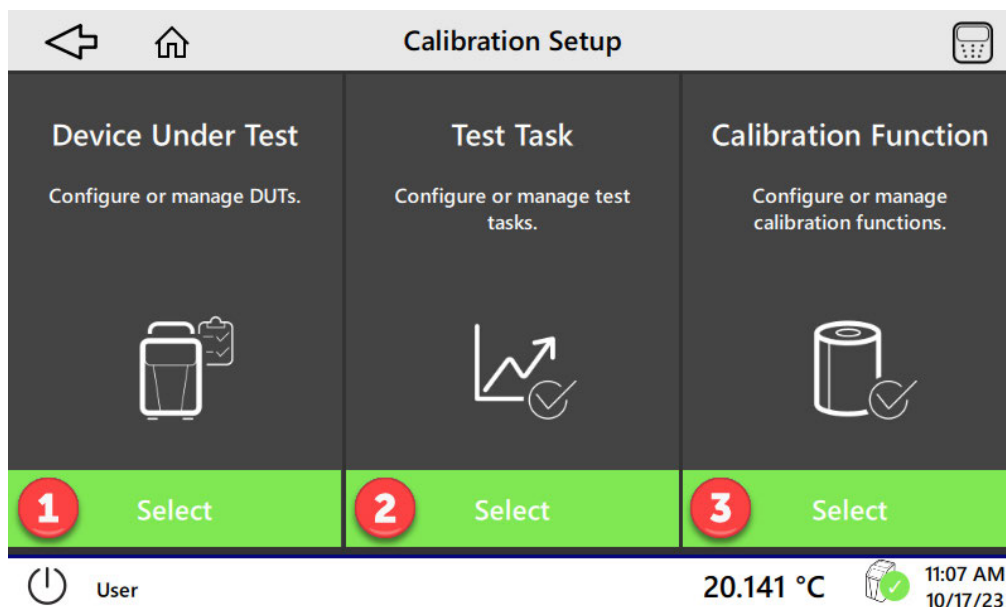 Calibration Setup
Device Under Test
Configure or manage DUTs.
Test Task
Configure or manage test
tasks.
Calibration Function
Configure or manage
calibration functions.
1 Select
2 Select
3 Select
User
20.141 °C
11:07 AM
10/17/23